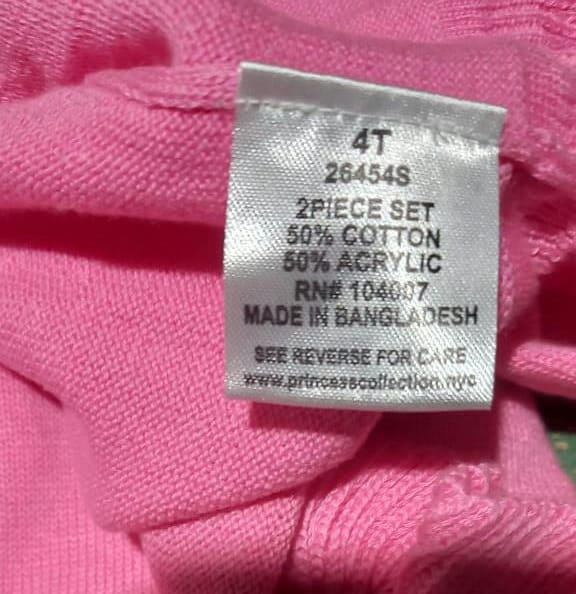 4T
26454S
2PIECE SET
50% COTTON
50% ACRYLIC
RN#
MADE IN BANGLADESH
SEE REVERSE FOR CARE
www.princesscollection.nyc